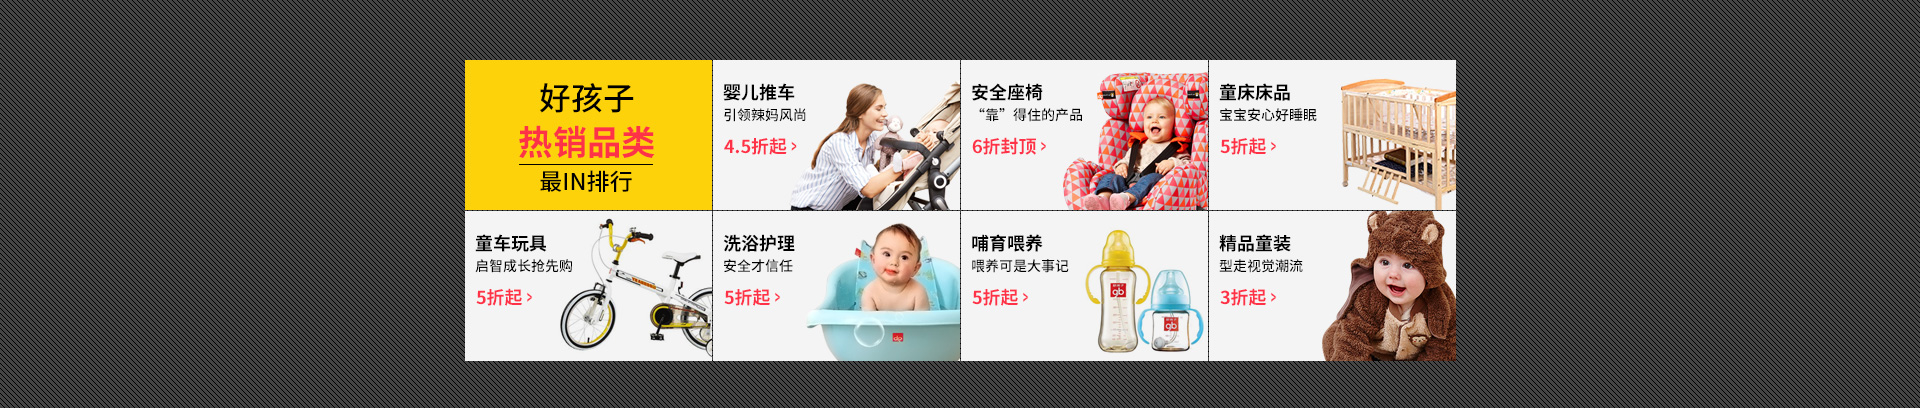 好孩子
热销品类
最IN排行
婴儿推车
引领辣妈风尚
4.5折起 >
安全座椅
“靠”得住的产品
6折封顶 >
童床床品
宝宝安心好睡眠
5折起 >
童车玩具
启智成长抢先购
5折起 >
洗浴护理
安全才信任
5折起 >
哺育喂养
喂养可是大事记
5折起 >
gb
gb
精品童装
型走视觉潮流
3折起 >